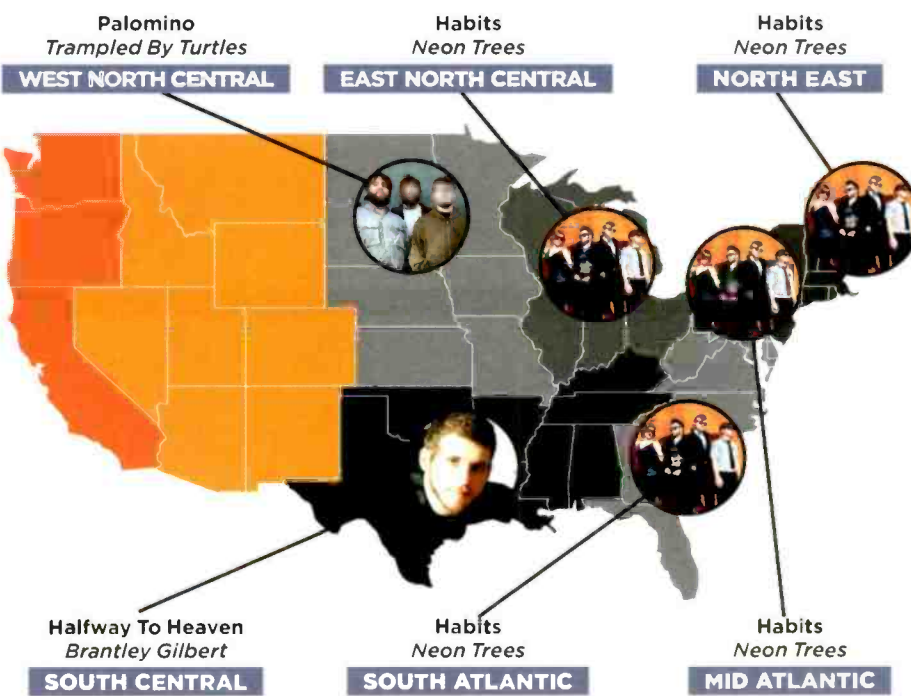 Palomino
Trampled By Turtles
WEST NORTH CENTRAL
Habits
Neon Trees
EAST NORTH CENTRAL
Habits
Neon Trees
NORTH EAST
Halfway To Heaven
Brantley Gilbert
SOUTH CENTRAL
Habits
Neon Trees
SOUTH ATLANTIC
Habits
Neon Trees
MID ATLANTIC